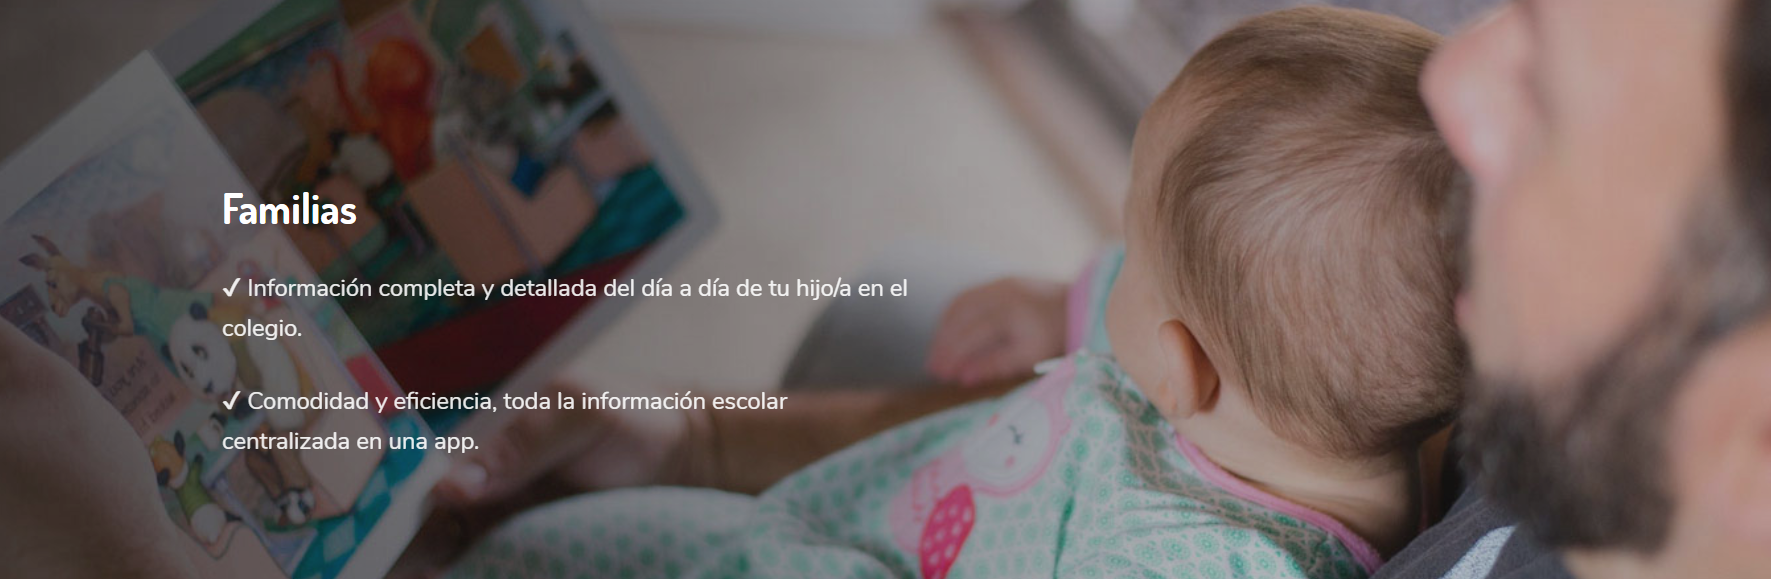 Familias
✓ Información completa y detallada del día a día de tu hijo/a en el
colegio.
✓ Comodidad y eficiencia, toda la información escolar
centralizada en una app.